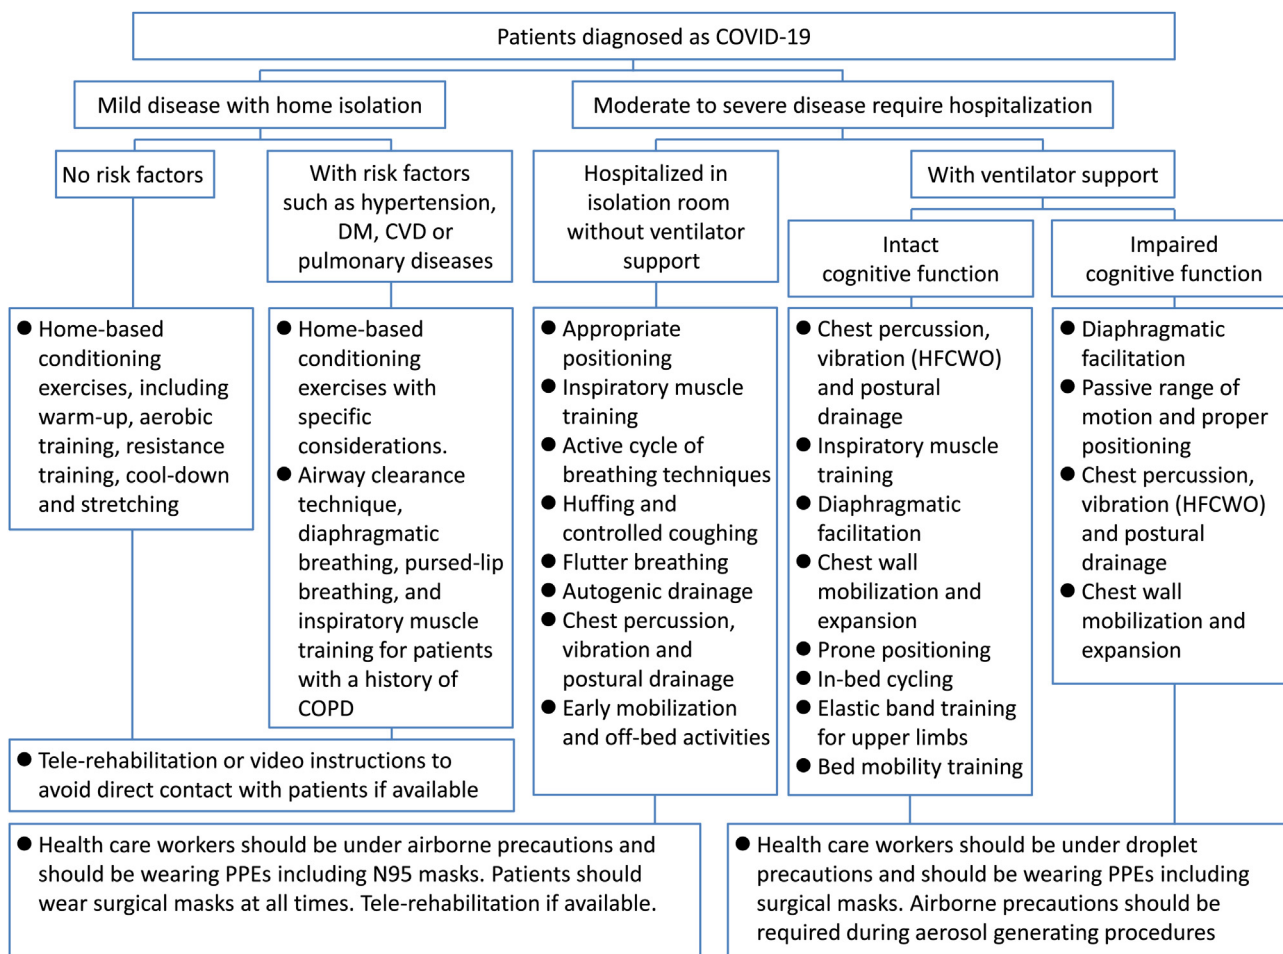 Patients diagnosed as COVID-19
Mild disease with home isolation
Moderate to severe disease require hospitalization
No risk factors
With risk factors
such as hypertension,
DM, CVD or
pulmonary diseases
Hospitalized in
isolation room
without ventilator
support
With ventilator support
Intact
cognitive function
Impaired
cognitive function
● Home-based
conditioning
exercises, including
warm-up, aerobic
training, resistance
training, cool-down
and stretching
● Home-based
conditioning
exercises with
specific
considerations.
● Airway clearance
technique,
diaphragmatic
breathing, pursed-lip
breathing, and
inspiratory muscle
training for patients
with a history of
COPD
● Appropriate
positioning
● Inspiratory muscle
training
● Active cycle of
breathing techniques
● Huffing and
controlled coughing
● Flutter breathing
● Autogenic drainage
● Chest percussion,
vibration and
postural drainage
● Early mobilization
and off-bed activities
● Chest percussion,
vibration (HFCWO)
and postural
drainage
● Inspiratory muscle
training
● Diaphragmatic
facilitation
● Chest wall
mobilization and
expansion
● Prone positioning
● In-bed cycling
● Elastic band training
for upper limbs
● Bed mobility training
● Diaphragmatic
facilitation
● Passive range of
motion and proper
positioning
● Chest percussion,
vibration (HFCWO)
and postural
drainage
● Chest wall
mobilization and
expansion
● Tele-rehabilitation or video instructions to
avoid direct contact with patients if available
● Health care workers should be under airborne precautions and
should be wearing PPEs including N95 masks. Patients should
wear surgical masks at all times. Tele-rehabilitation if available.
● Health care workers should be under droplet
precautions and should be wearing PPEs including
surgical masks. Airborne precautions should be
required during aerosol generating procedures